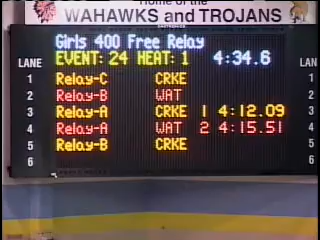 home of the
WAHAWKS and TROJANS
Girls 400 Free Relay
EVENT: 24 HEAT: 1 4:34.6
LANE LAN
1 Relay-C CRKE 1
2 Relay-B WAT 2
3 Relay-A CRKE 1 4:12.09 3
4 Relay-A WAT 2 4:15.51 4
5 Relay-B CRKE 5
6 6